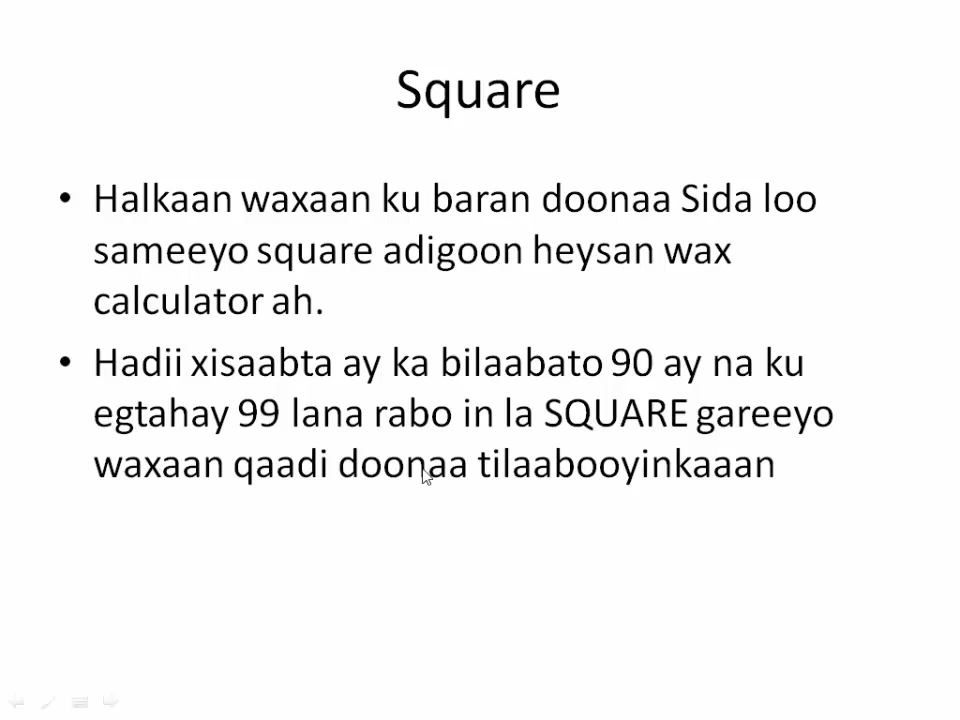 Square
• Halkaan waxaan ku baran doonaa Sida loo
sameeyo square adigoon heysan wax
calculator ah.
• Hadii xisaabta ay ka bilaabato 90 ay na ku
egtahay 99 lana rabo in la SQUARE gareeyo
waxaan qaadi doonaa tilaabooyinkaaan